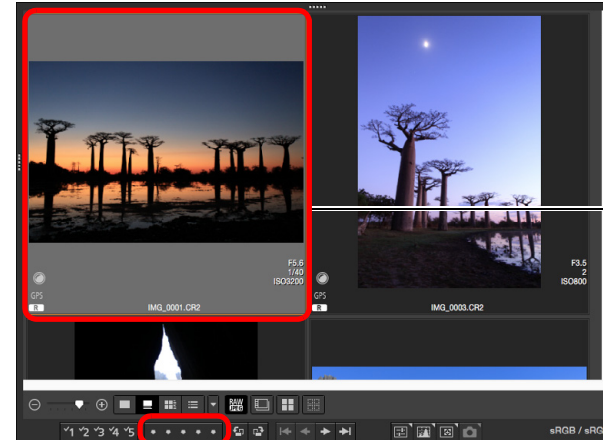 F5.6
1/40
ISO3200
GPS
R
IMG_0001.CR2
F3.5
2
ISO800
GPS
R
IMG_0003.CR2
RAW
JPEG
1 2 3 4 5
sRGB / sRG